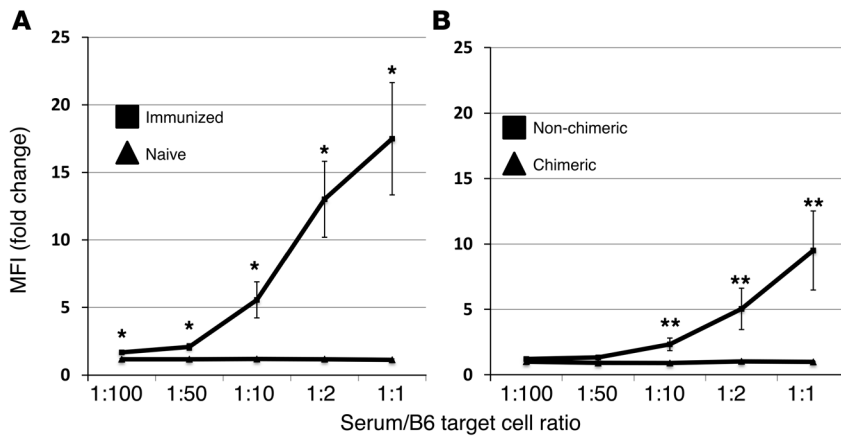 A
B
25
20
15
10
5
0
MFI (fold change)
Immunized
Naive
*
*
*
*
*
1:100 1:50 1:10 1:2 1:1
25
20
15
10
5
0
Non-chimeric
Chimeric
**
**
**
1:100 1:50 1:10 1:2 1:1
Serum/B6 target cell ratio